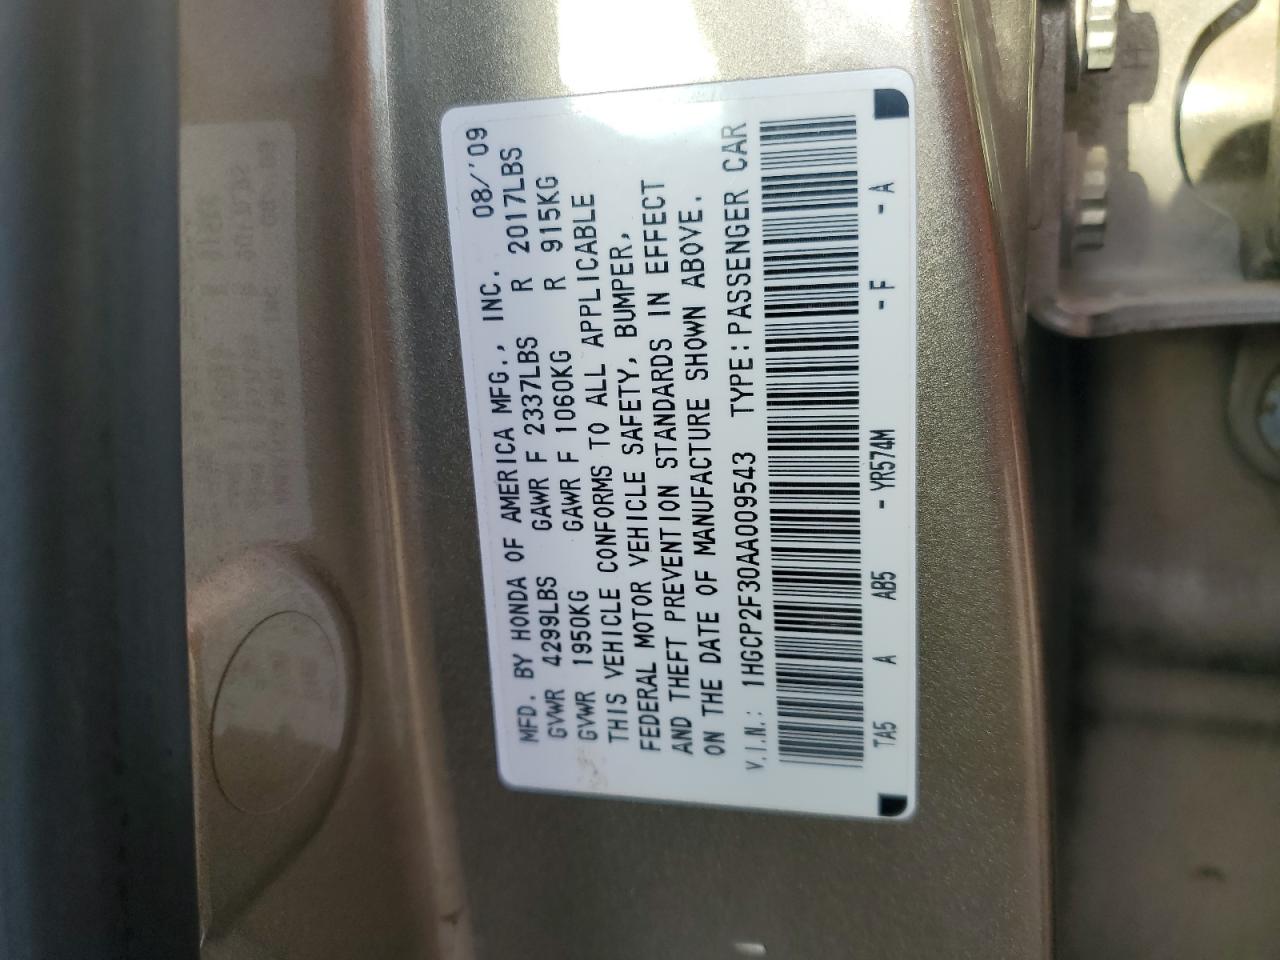 MFD. BY HONDA OF AMERICA MFG., INC. 08/'09
GVWR 4299LBS GAWR F 2337LBS R 2017LBS
GVWR 1950KG GAWR F 1060KG R 915KG
THIS VEHICLE CONFORMS TO ALL APPLICABLE
FEDERAL MOTOR VEHICLE SAFETY, BUMPER,
AND THEFT PREVENTION STANDARDS IN EFFECT
ON THE DATE OF MANUFACTURE SHOWN ABOVE.
V.I.N.: 1HGCP2F30AA009543 TYPE:PASSENGER CAR
TA5 A AB5 - YR574M - F - A